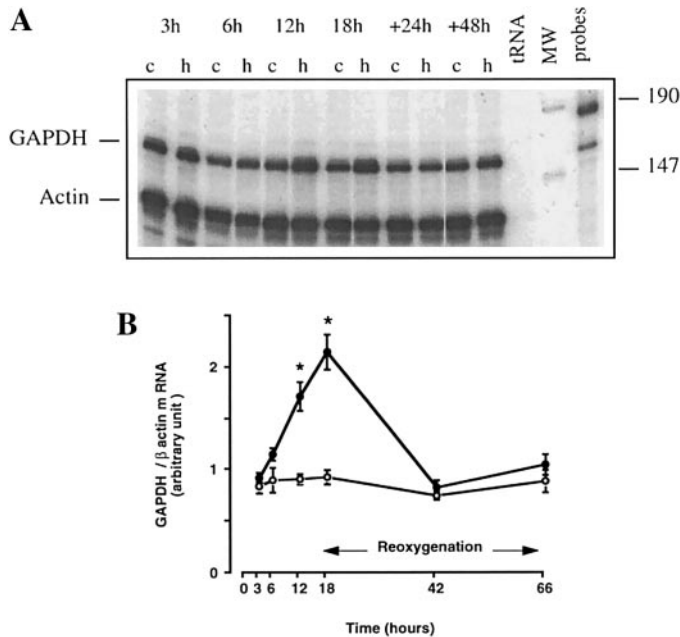 A
3h 6h 12h 18h +24h +48h tRNA MW probes
c h c h c h c h c h c h
190
GAPDH
147
Actin
B
GAPDH / β actin m RNA
(arbitrary unit )
2
1
0
* *
Reoxygenation
0 3 6 12 18 42 66
Time (hours)